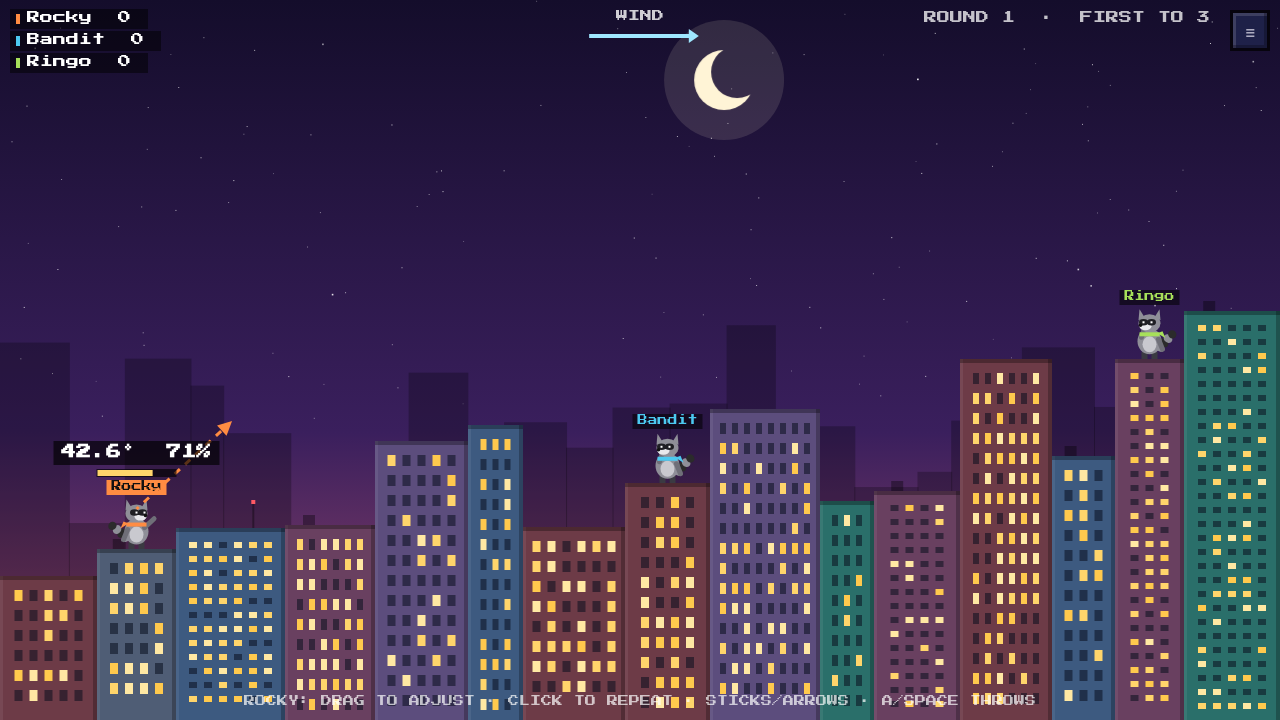 Rocky 0
Bandit 0
Ringo 0
WIND
ROUND 1 · FIRST TO 3
Ringo
Bandit
42.6° 71%
Rocky
ROCKY: DRAG TO ADJUST · CLICK TO REPEAT · STICKS/ARROWS · A/SPACE THROWS